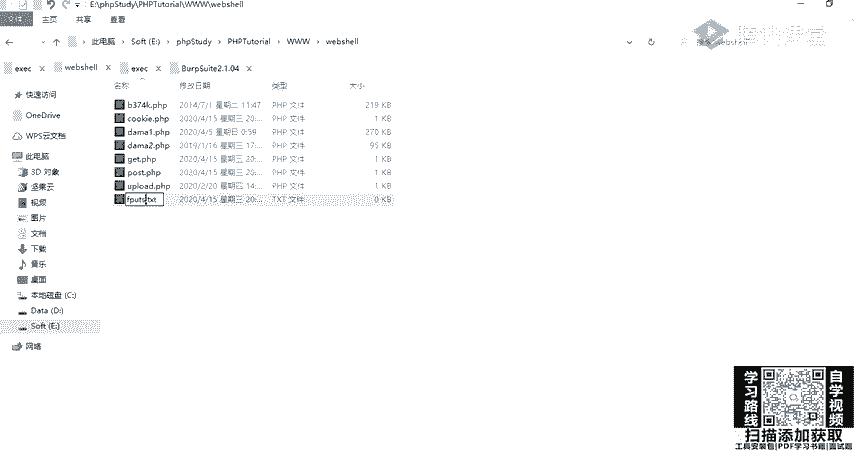 E:\phpStudy\PHPTutorial\WWW\webshell
文件 主页 共享 查看
此电脑 › Soft (E:) › phpStudy › PHPTutorial › WWW › webshell
exec webshell exec BurpSuite2.1.04
名称 修改日期 类型 大小
快速访问
OneDrive
WPS云文档
此电脑
3D 对象
坚果云
视频
图片
文档
下载
音乐
桌面
本地磁盘 (C:)
Data (D:)
Soft (E:)
网络
b374k.php 2014/7/1 星期二 11:47 PHP 文件 219 KB
cookie.php 2020/4/15 星期三 20:... PHP 文件 1 KB
dama1.php 2020/4/5 星期日 0:59 PHP 文件 270 KB
dama2.php 2019/1/16 星期三 17:... PHP 文件 95 KB
get.php 2020/4/15 星期三 20:... PHP 文件 1 KB
post.php 2020/4/15 星期三 20:... PHP 文件 1 KB
upload.php 2020/2/20 星期四 14:... PHP 文件 1 KB
fputs.txt 2020/4/15 星期三 20:... TXT 文件 0 KB
腾讯课堂
学习路线
自学视频
扫描添加获取
工具安装包|PDF学习书籍|面试题